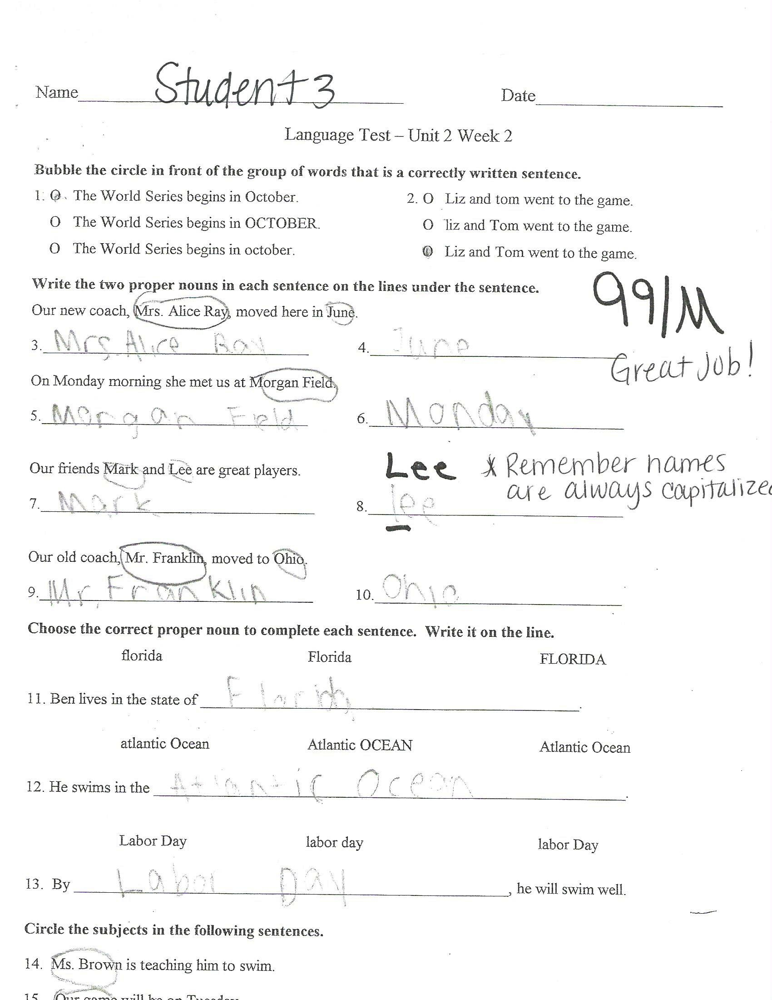 Name Student 3 Date
Language Test – Unit 2 Week 2
Bubble the circle in front of the group of words that is a correctly written sentence.
1. O The World Series begins in October. 2. O Liz and tom went to the game.
O The World Series begins in OCTOBER. O liz and Tom went to the game.
O The World Series begins in october. O Liz and Tom went to the game.
Write the two proper nouns in each sentence on the lines under the sentence.
99/M
Our new coach, Mrs. Alice Ray, moved here in June.
3. Mrs. Alice Ray 4. June
Great job!
On Monday morning she met us at Morgan Field.
5. Morgan Field 6. Monday
Our friends Mark and Lee are great players. Lee * Remember names
are always capitalized
7. Mark 8. lee
Our old coach, Mr. Franklin, moved to Ohio.
9. Mr. Franklin 10. Ohio
Choose the correct proper noun to complete each sentence. Write it on the line.
florida Florida FLORIDA
11. Ben lives in the state of Florida.
atlantic Ocean Atlantic OCEAN Atlantic Ocean
12. He swims in the Atlantic Ocean.
Labor Day labor day labor Day
13. By Labor Day, he will swim well.
Circle the subjects in the following sentences.
14. Ms. Brown is teaching him to swim.
15. Our game will be on Tuesday.